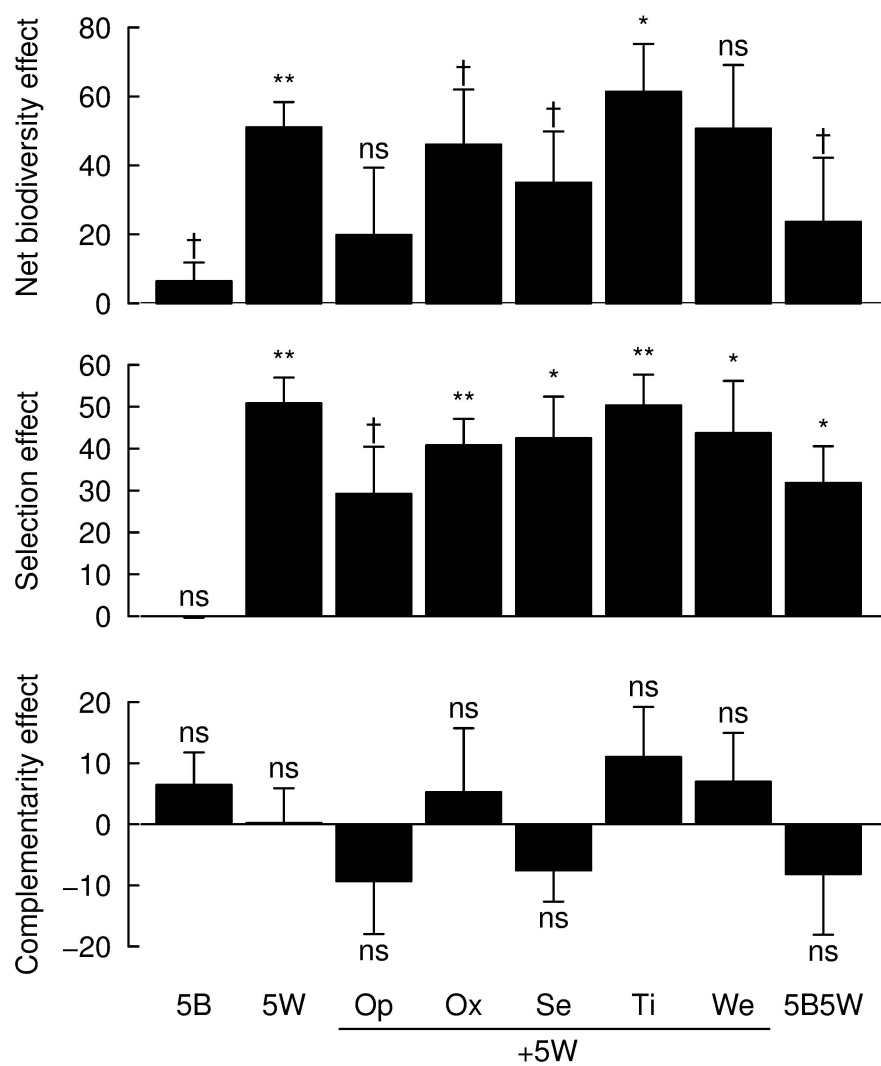 Net biodiversity effect
80
60
40
20
0
†
**
ns
†
†
*
ns
†
Selection effect
60
50
40
30
20
10
0
ns
**
†
**
*
**
*
*
Complementarity effect
20
10
0
−10
−20
ns
ns
ns
ns
ns
ns
ns
ns
5B 5W Op Ox Se Ti We 5B5W
+5W